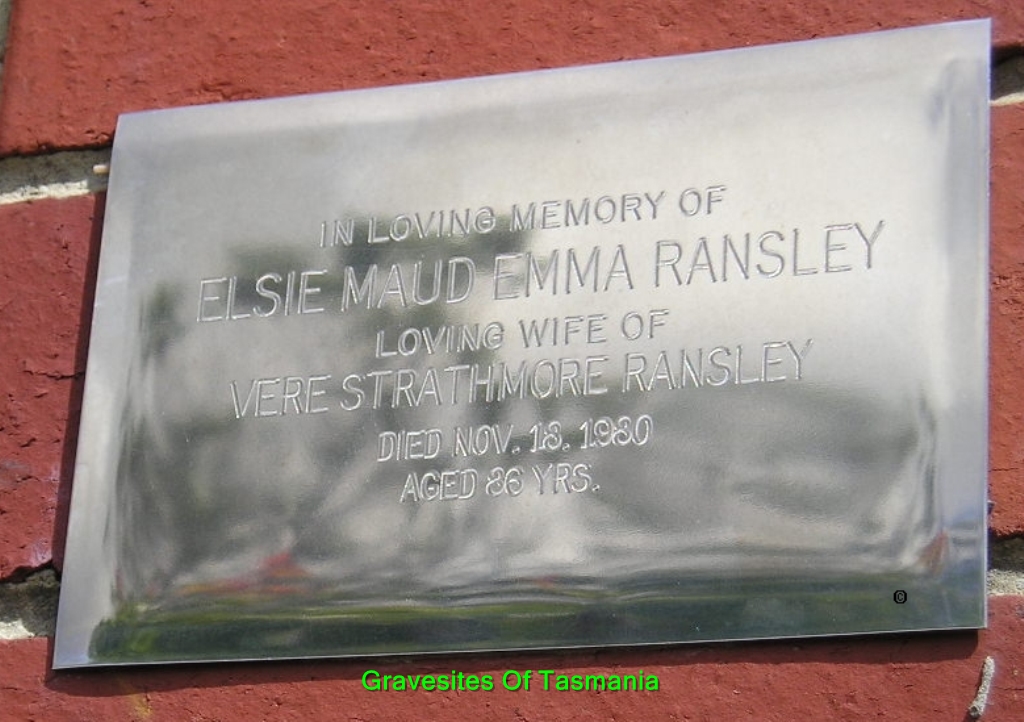 IN LOVING MEMORY OF
ELSIE MAUD EMMA RANSLEY
LOVING WIFE OF
VERE STRATHMORE RANSLEY
DIED NOV. 18. 1980
AGED 86 YRS.
©
Gravesites Of Tasmania